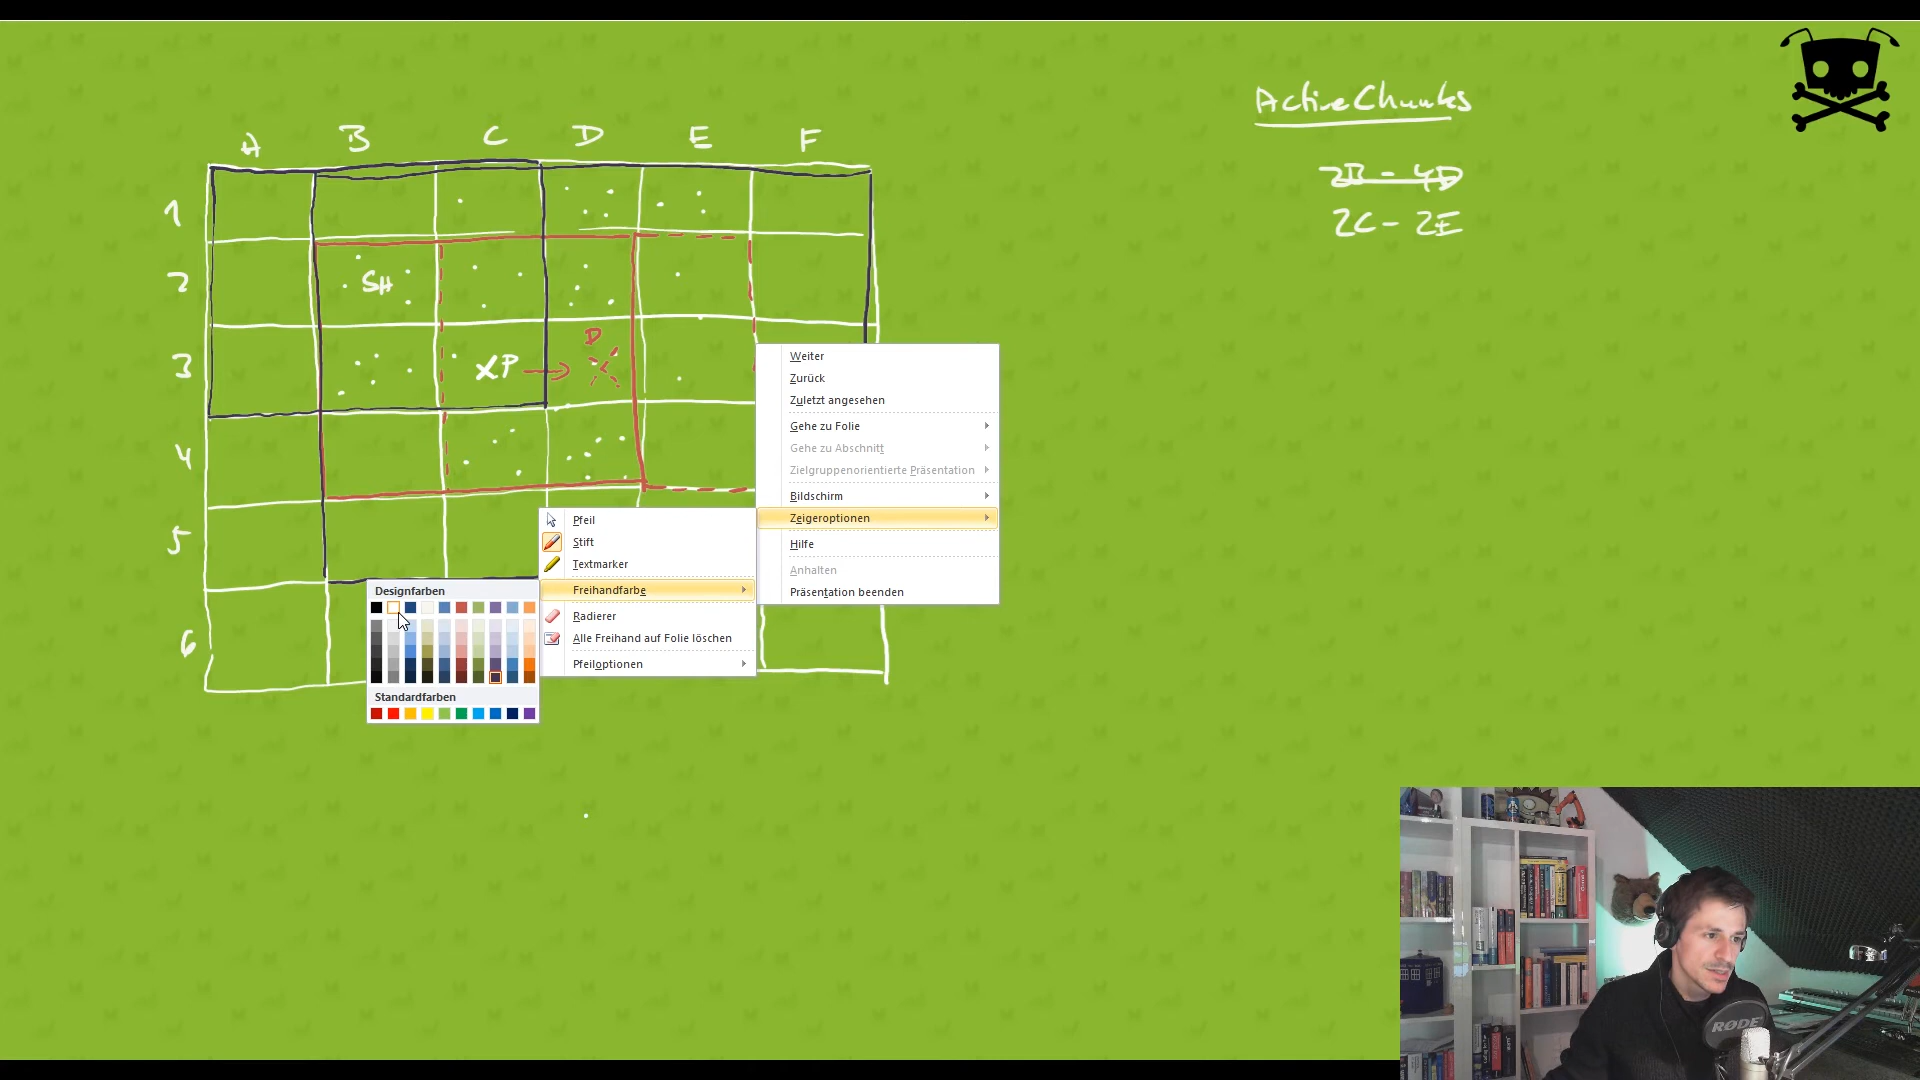 ActiveChunks
A B C D E F
2B - 4D
2C - 2E
1
2 SH
3 XP D
4
5
6
Weiter
Zurück
Zuletzt angesehen
Gehe zu Folie
Gehe zu Abschnitt
Zielgruppenorientierte Präsentation
Bildschirm
Zeigeroptionen
Hilfe
Anhalten
Präsentation beenden
Pfeil
Stift
Textmarker
Freihandfarbe
Radierer
Alle Freihand auf Folie löschen
Pfeiloptionen
Designfarben
Standardfarben
RODE